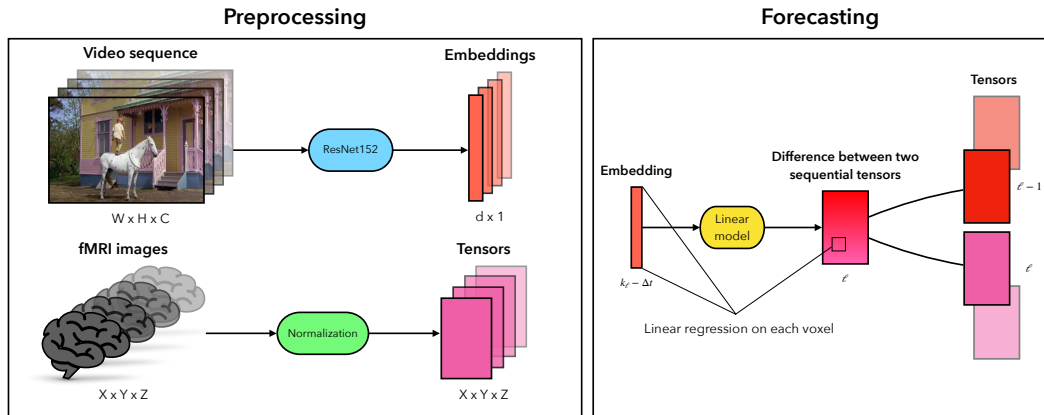 Preprocessing
Video sequence
Embeddings
ResNet152
W x H x C
d x 1
fMRI images
Tensors
Normalization
X x Y x Z
X x Y x Z
Forecasting
Tensors
Difference between two
sequential tensors
Embedding
Linear
model
ℓ − 1
k_ℓ − Δt
ℓ
ℓ
Linear regression on each voxel